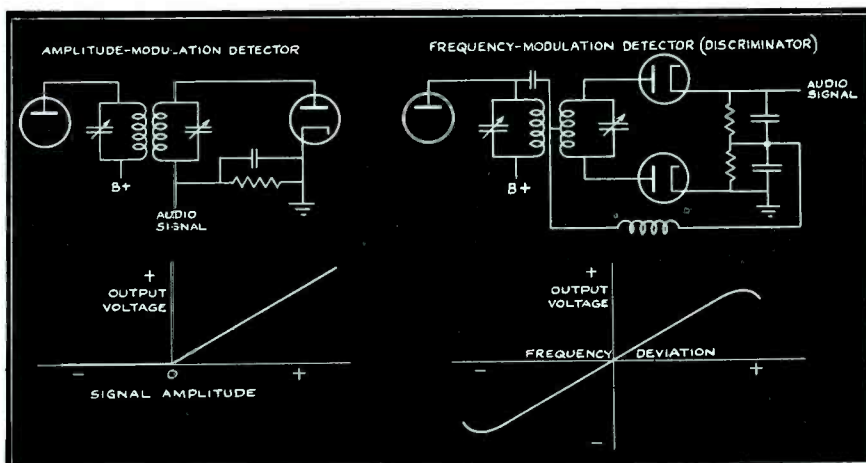 AMPLITUDE-MODULATION DETECTOR
B+
AUDIO
SIGNAL
+
OUTPUT
VOLTAGE
-
0
+
SIGNAL AMPLITUDE
FREQUENCY-MODULATION DETECTOR (DISCRIMINATOR)
AUDIO
SIGNAL
B+
+
OUTPUT
VOLTAGE
FREQUENCY DEVIATION
-
+
-